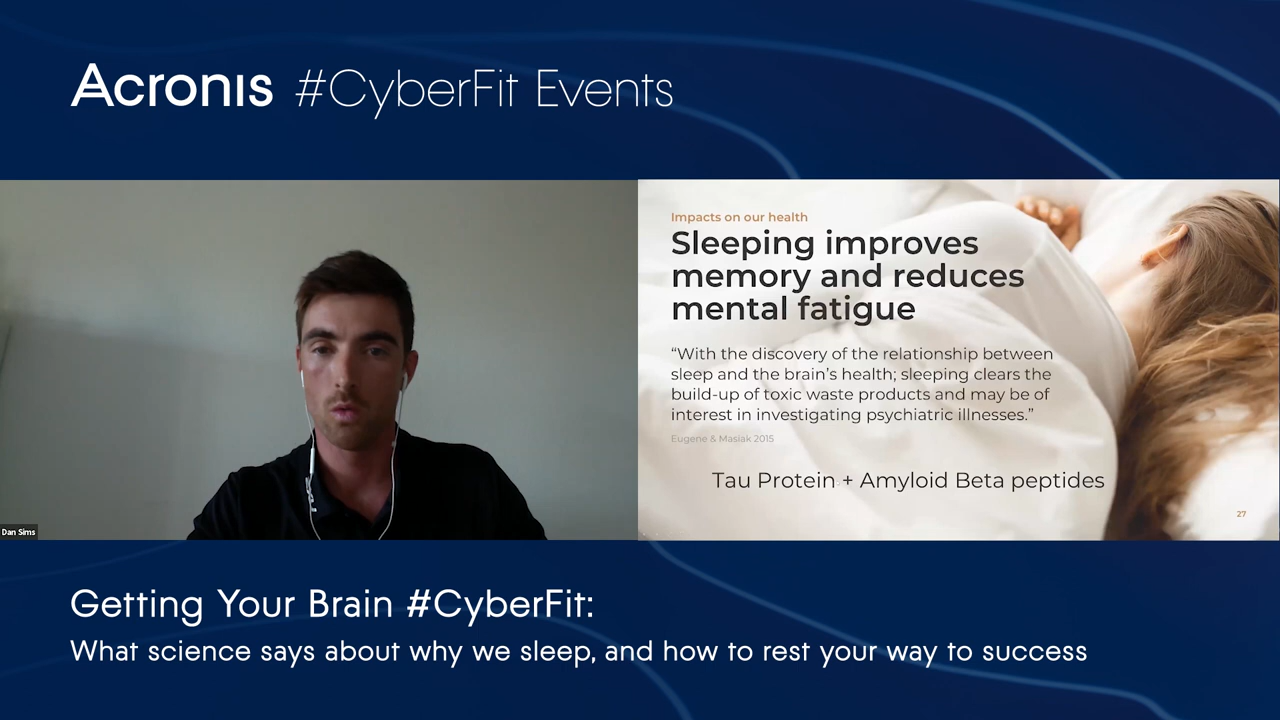 Acronis #CyberFit Events
Impacts on our health
Sleeping improves
memory and reduces
mental fatigue
“With the discovery of the relationship between
sleep and the brain’s health; sleeping clears the
build-up of toxic waste products and may be of
interest in investigating psychiatric illnesses.”
Eugene & Masiak 2015
Tau Protein + Amyloid Beta peptides
27
Dan Sims
Getting Your Brain #CyberFit:
What science says about why we sleep, and how to rest your way to success